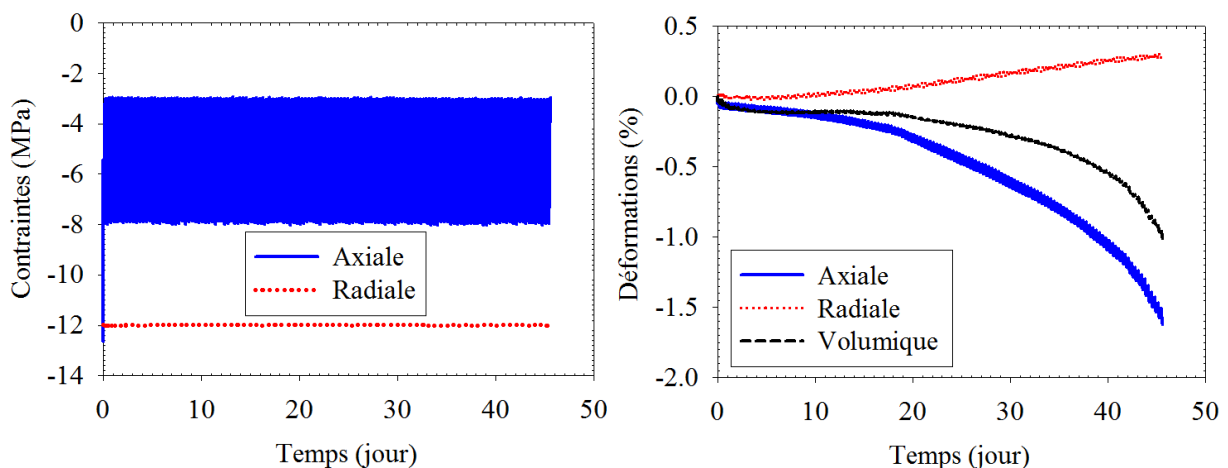 Contraintes (MPa)
0
-2
-4
-6
-8
-10
-12
-14
0
10
20
30
40
50
Temps (jour)
Axiale
Radiale
Déformations (%)
0.5
0.0
-0.5
-1.0
-1.5
-2.0
0
10
20
30
40
50
Temps (jour)
Axiale
Radiale
Volumique